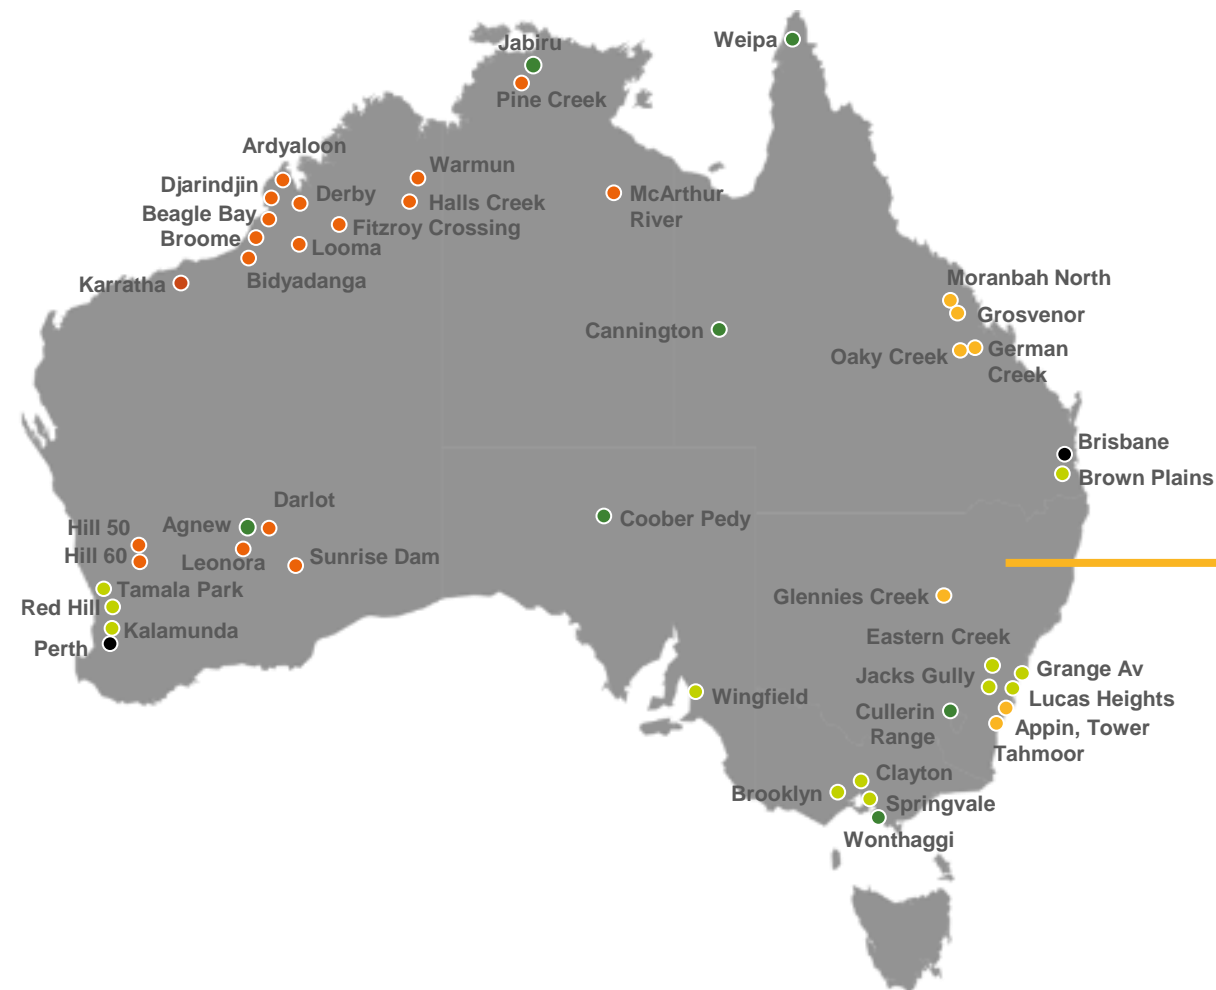 Jabiru
Weipa
Pine Creek
Ardyaloon
Warmun
Djarindjin
Derby
McArthur
River
Halls Creek
Beagle Bay
Fitzroy Crossing
Broome
Looma
Bidyadanga
Karratha
Moranbah North
Grosvenor
Cannington
Oaky Creek
German
Creek
Brisbane
Brown Plains
Darlot
Agnew
Coober Pedy
Hill 50
Hill 60
Leonora
Sunrise Dam
Tamala Park
Glennies Creek
Red Hill
Kalamunda
Eastern Creek
Perth
Grange Av
Jacks Gully
Wingfield
Lucas Heights
Cullerin
Range
Appin, Tower
Tahmoor
Clayton
Brooklyn
Springvale
Wonthaggi